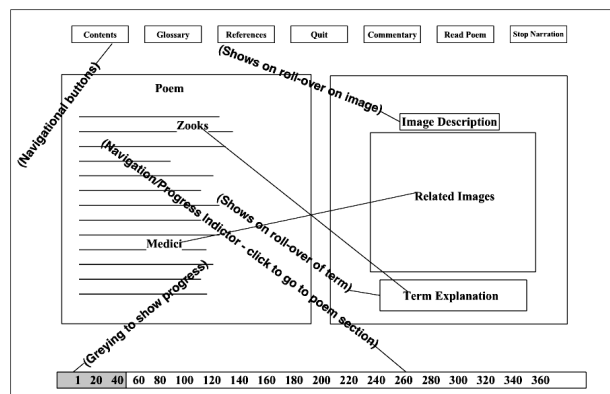 Contents
Glossary
References
Quit
Commentary
Read Poem
Stop Narration
(Navigational buttons)
(Shows on roll-over on image)
Poem
Zooks
Image Description
(Navigation/Progress Indictor - click to go to poem section)
Related Images
(Shows on roll-over of term)
Medici
Term Explanation
(Greying to show progress)
1 20 40 60 80 100 120 140 160 180 200 220 240 260 280 300 320 340 360